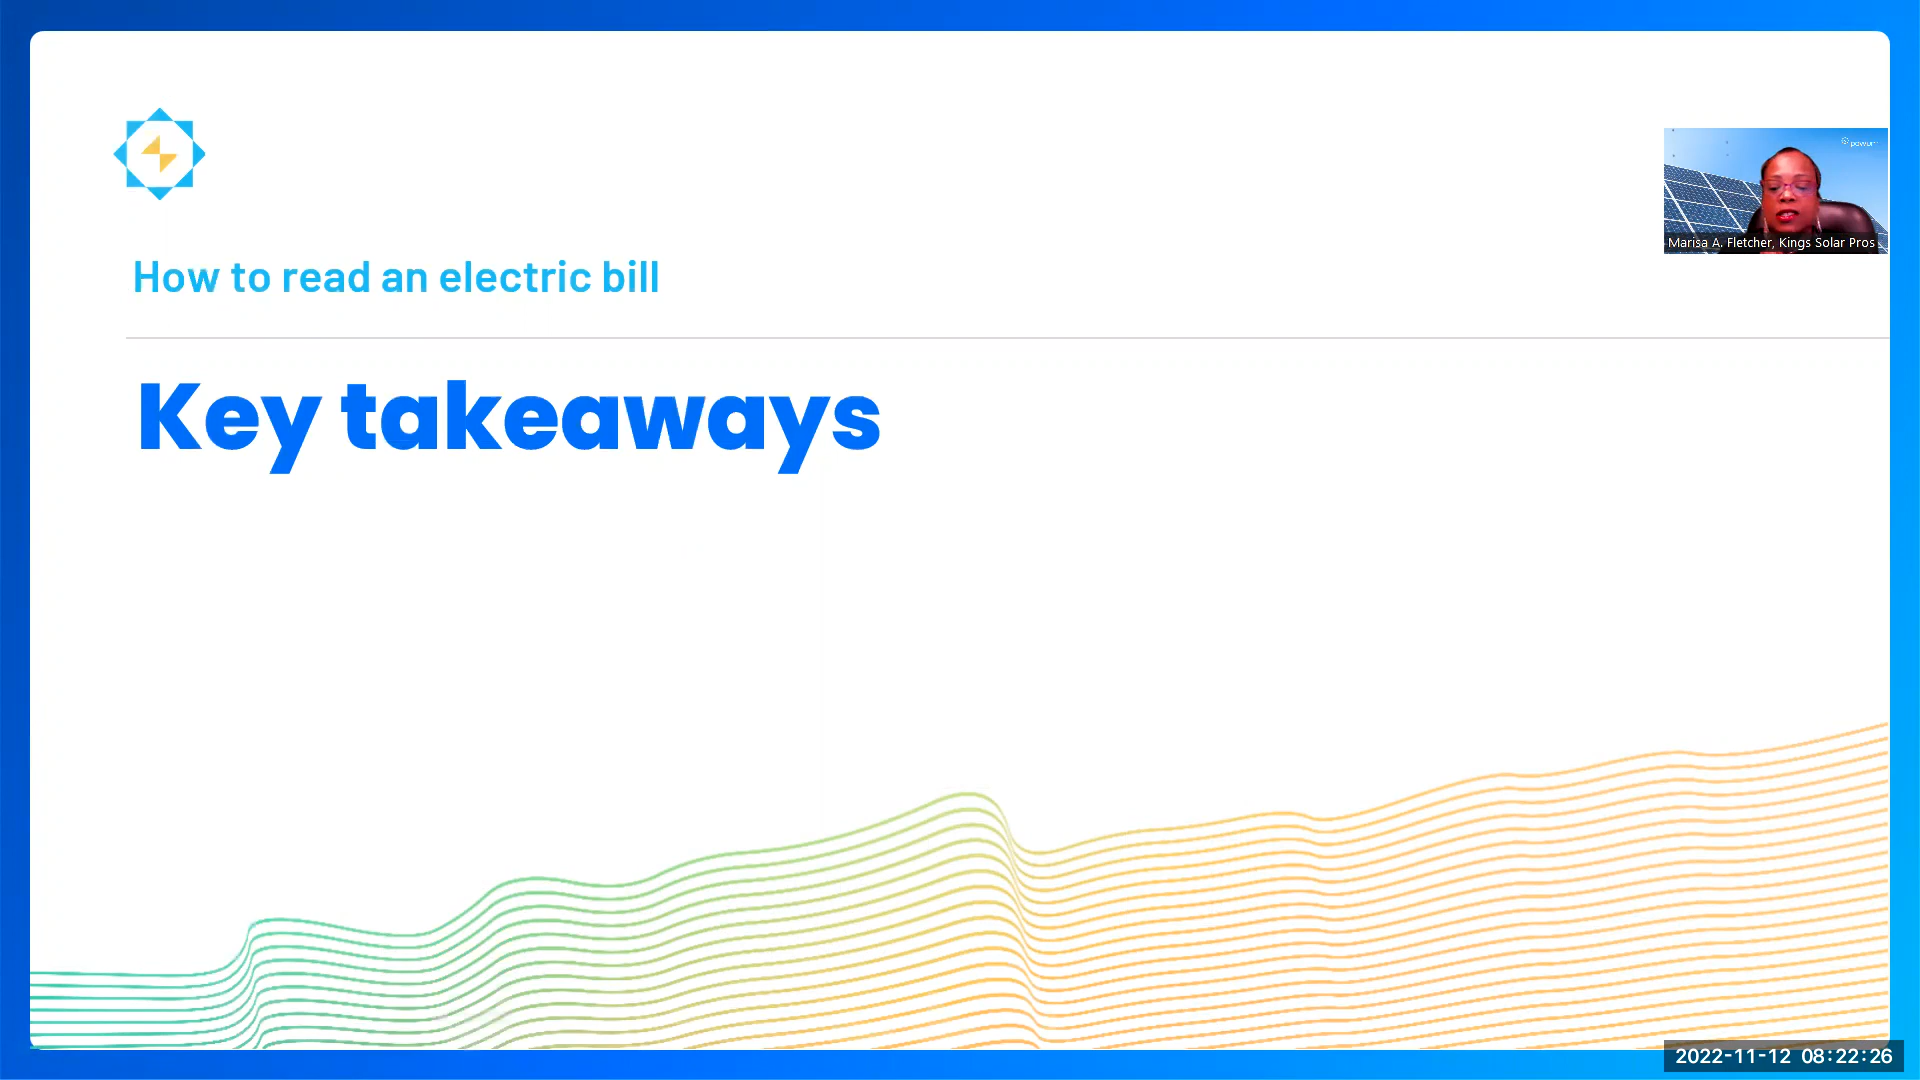 powur
Marisa A. Fletcher, Kings Solar Pros
How to read an electric bill
Key takeaways
2022-11-12 08:22:26